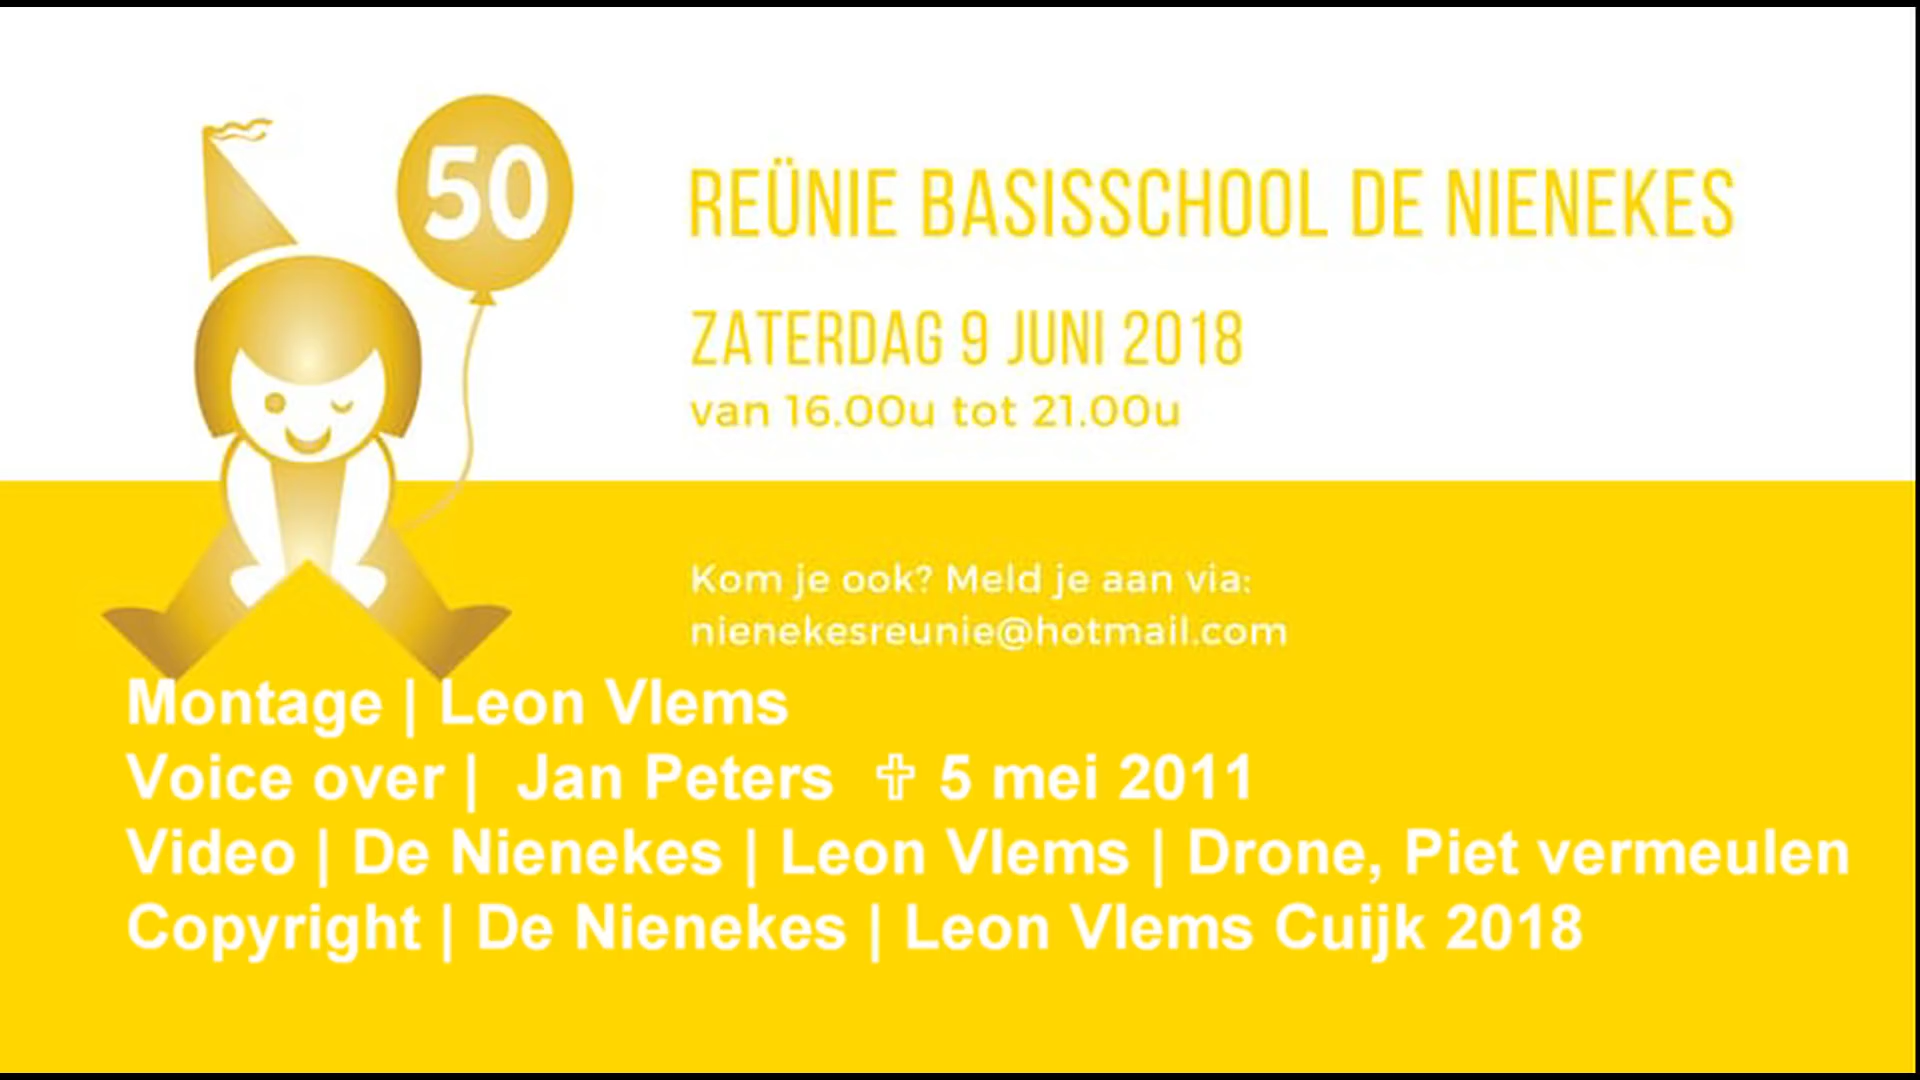 50
REÜNIE BASISSCHOOL DE NIENEKES
ZATERDAG 9 JUNI 2018
van 16.00u tot 21.00u
Kom je ook? Meld je aan via:
nienekesreunie@hotmail.com
Montage | Leon Vlems
Voice over |  Jan Peters  ✞ 5 mei 2011
Video | De Nienekes | Leon Vlems | Drone, Piet vermeulen
Copyright | De Nienekes | Leon Vlems Cuijk 2018